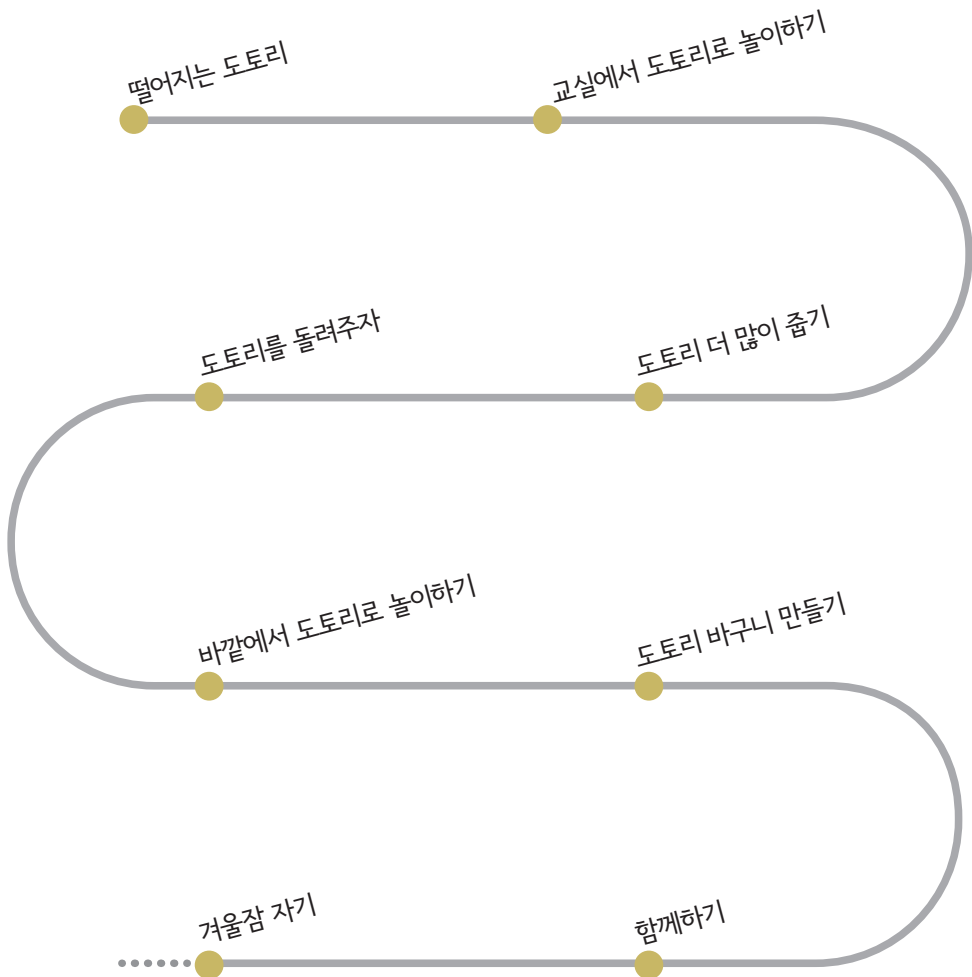 떨어지는 도토리
교실에서 도토리로 놀이하기
도토리 더 많이 줍기
도토리를 돌려주자
바깥에서 도토리로 놀이하기
도토리 바구니 만들기
함께하기
겨울잠 자기